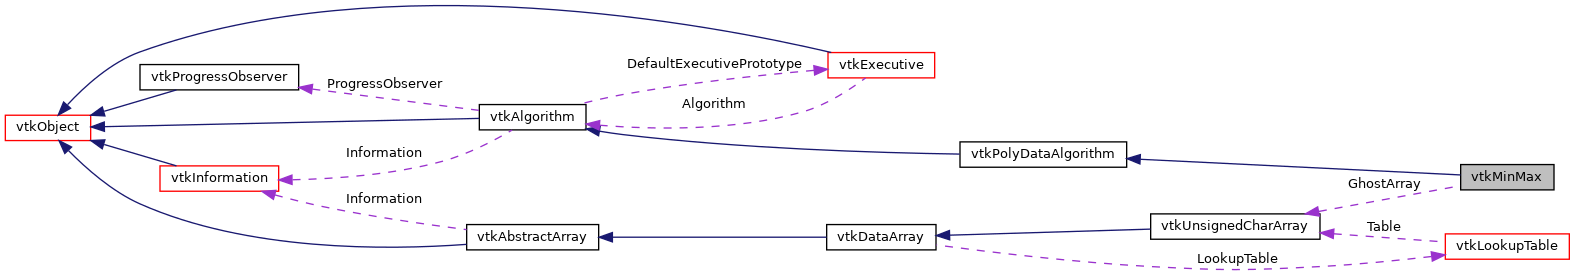 DefaultExecutivePrototype
vtkExecutive
vtkProgressObserver
ProgressObserver
Algorithm
vtkAlgorithm
vtkObject
Information
vtkPolyDataAlgorithm
vtkInformation
vtkMinMax
GhostArray
Information
vtkUnsignedCharArray
Table
vtkAbstractArray
vtkDataArray
vtkLookupTable
LookupTable